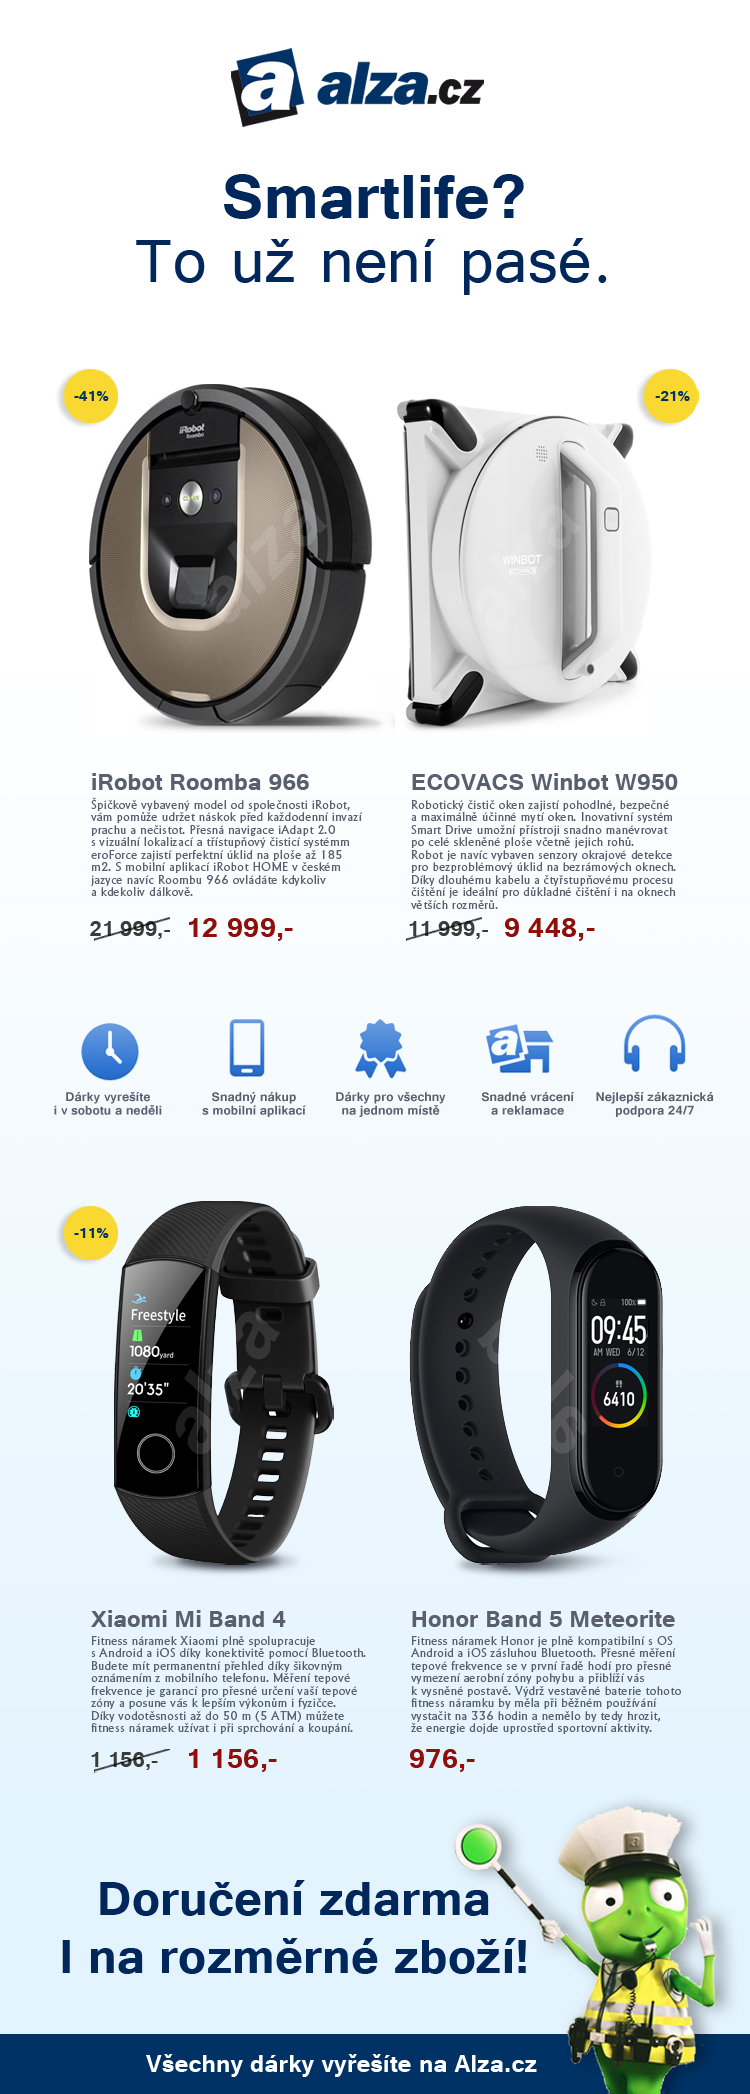 alza.cz
Smartlife?
To už není pasé.
-41%
-21%
iRobot
Roomba
CLEAN
alza
WINBOT
ECOVACS
alza
iRobot Roomba 966
Špičkově vybavený model od společnosti iRobot,
vám pomůže udržet náskok před každodenní invazí
prachu a nečistot. Přesná navigace iAdapt 2.0
s vizuální lokalizací a třístupňový čisticí systémm
eroForce zajistí perfektní úklid na ploše až 185
m2. S mobilní aplikací iRobot HOME v českém
jazyce navíc Roombu 966 ovládáte kdykoliv
a kdekoliv dálkově.
21 999,- 12 999,-
ECOVACS Winbot W950
Robotický čistič oken zajistí pohodlné, bezpečné
a maximálně účinné mytí oken. Inovativní systém
Smart Drive umožní přístroji snadno manévrovat
po celé skleněné ploše včetně jejich rohů.
Robot je navíc vybaven senzory okrajové detekce
pro bezproblémový úklid na bezrámových oknech.
Díky dlouhému kabelu a čtyřstupňovému procesu
čištění je ideální pro důkladné čištění i na oknech
větších rozměrů.
11 999,- 9 448,-
Dárky vyrešíte
i v sobotu a neděli
Snadný nákup
s mobilní aplikací
Dárky pro všechny
na jednom místě
Snadné vrácení
a reklamace
Nejlepší zákaznická
podpora 24/7
-11%
Freestyle
1080yard
20'35"
alza
100%
09:45
AM WED 6/12
6410
Xiaomi Mi Band 4
Fitness náramek Xiaomi plně spolupracuje
s Android a iOS díky konektivitě pomocí Bluetooth.
Budete mít permanentní přehled díky šikovným
oznámením z mobilního telefonu. Měření tepové
frekvence je garancí pro přesné určení vaší tepové
zóny a posune vás k lepším výkonům i fyzičce.
Díky vodotěsnosti až do 50 m (5 ATM) můžete
fitness náramek užívat i při sprchování a koupání.
1 156,- 1 156,-
Honor Band 5 Meteorite
Fitness náramek Honor je plně kompatibilní s OS
Android a iOS zásluhou Bluetooth. Přesné měření
tepové frekvence se v první řadě hodí pro přesné
vymezení aerobní zóny pohybu a přiblíží vás
k vysněné postavě. Výdrž vestavěné baterie tohoto
fitness náramku by měla při běžném používání
vystačit na 336 hodin a nemělo by tedy hrozit,
že energie dojde uprostřed sportovní aktivity.
976,-
Doručení zdarma
I na rozměrné zboží!
Všechny dárky vyřešíte na Alza.cz